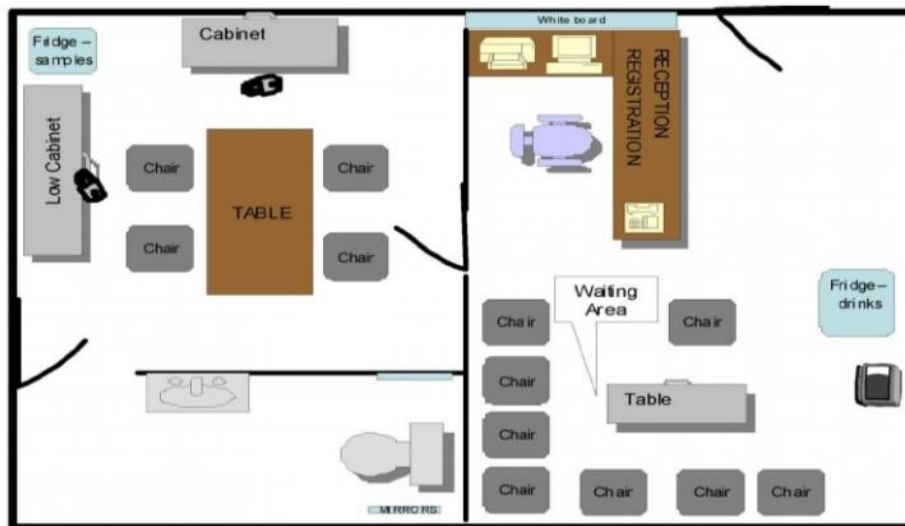 Fridge –
samples
Cabinet
Low Cabinet
Chair
Chair
TABLE
Chair
Chair
White board
RECEPTION
REGISTRATION
Waiting
Area
Fridge –
drinks
Chair
Chair
Chair
Chair
Chair
Table
Chair
Chair
Chair
MIRRORS